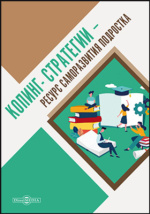 КОПИНГ- СТРАТЕГИИ –
РЕСУРС САМОРАЗВИТИЯ ПОДРОСТКА